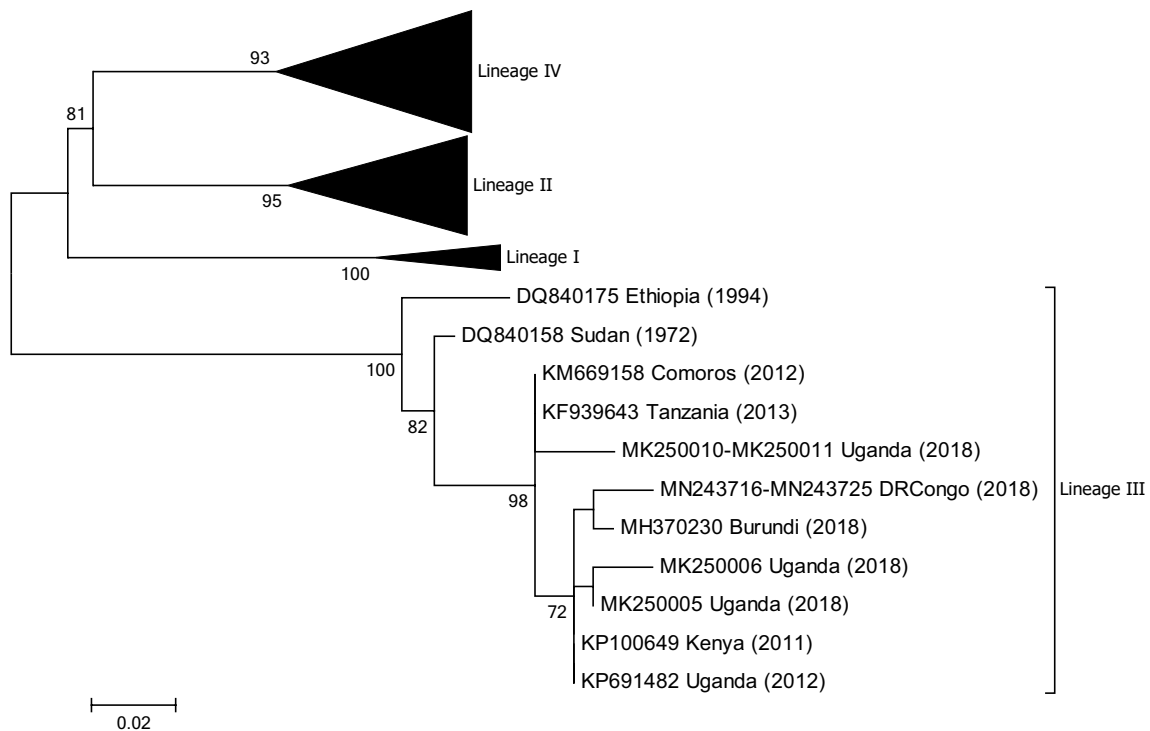 93
Lineage IV
81
Lineage II
95
Lineage I
100
DQ840175 Ethiopia (1994)
DQ840158 Sudan (1972)
100
KM669158 Comoros (2012)
KF939643 Tanzania (2013)
82
MK250010-MK250011 Uganda (2018)
MN243716-MN243725 DRCongo (2018)
Lineage III
98
MH370230 Burundi (2018)
MK250006 Uganda (2018)
MK250005 Uganda (2018)
72
KP100649 Kenya (2011)
KP691482 Uganda (2012)
0.02